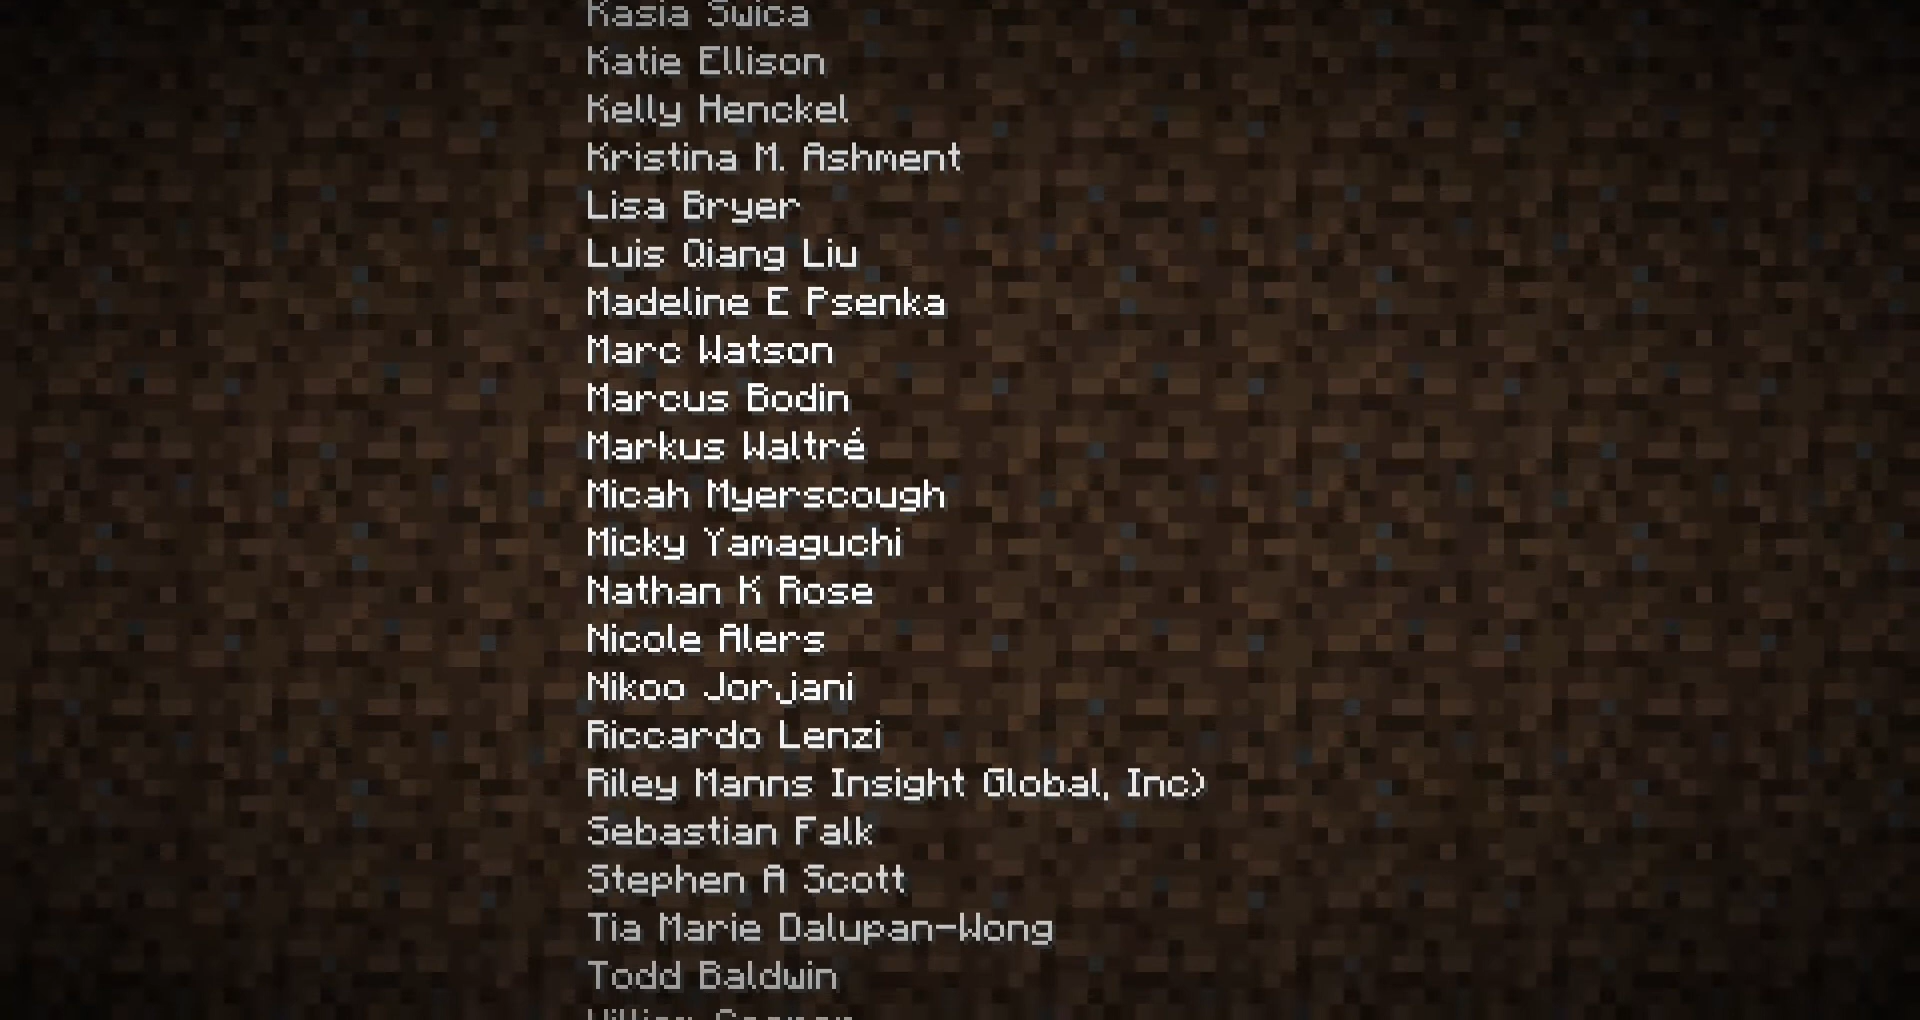 Kasia Swica
Katie Ellison
Kelly Henckel
Kristina M. Ashment
Lisa Bryer
Luis Qiang Liu
Madeline E Psenka
Marc Watson
Marcus Bodin
Markus Waltré
Micah Myerscough
Micky Yamaguchi
Nathan K Rose
Nicole Alers
Nikoo Jorjani
Riccardo Lenzi
Riley Manns Insight Global, Inc)
Sebastian Falk
Stephen A Scott
Tia Marie Dalupan-Wong
Todd Baldwin